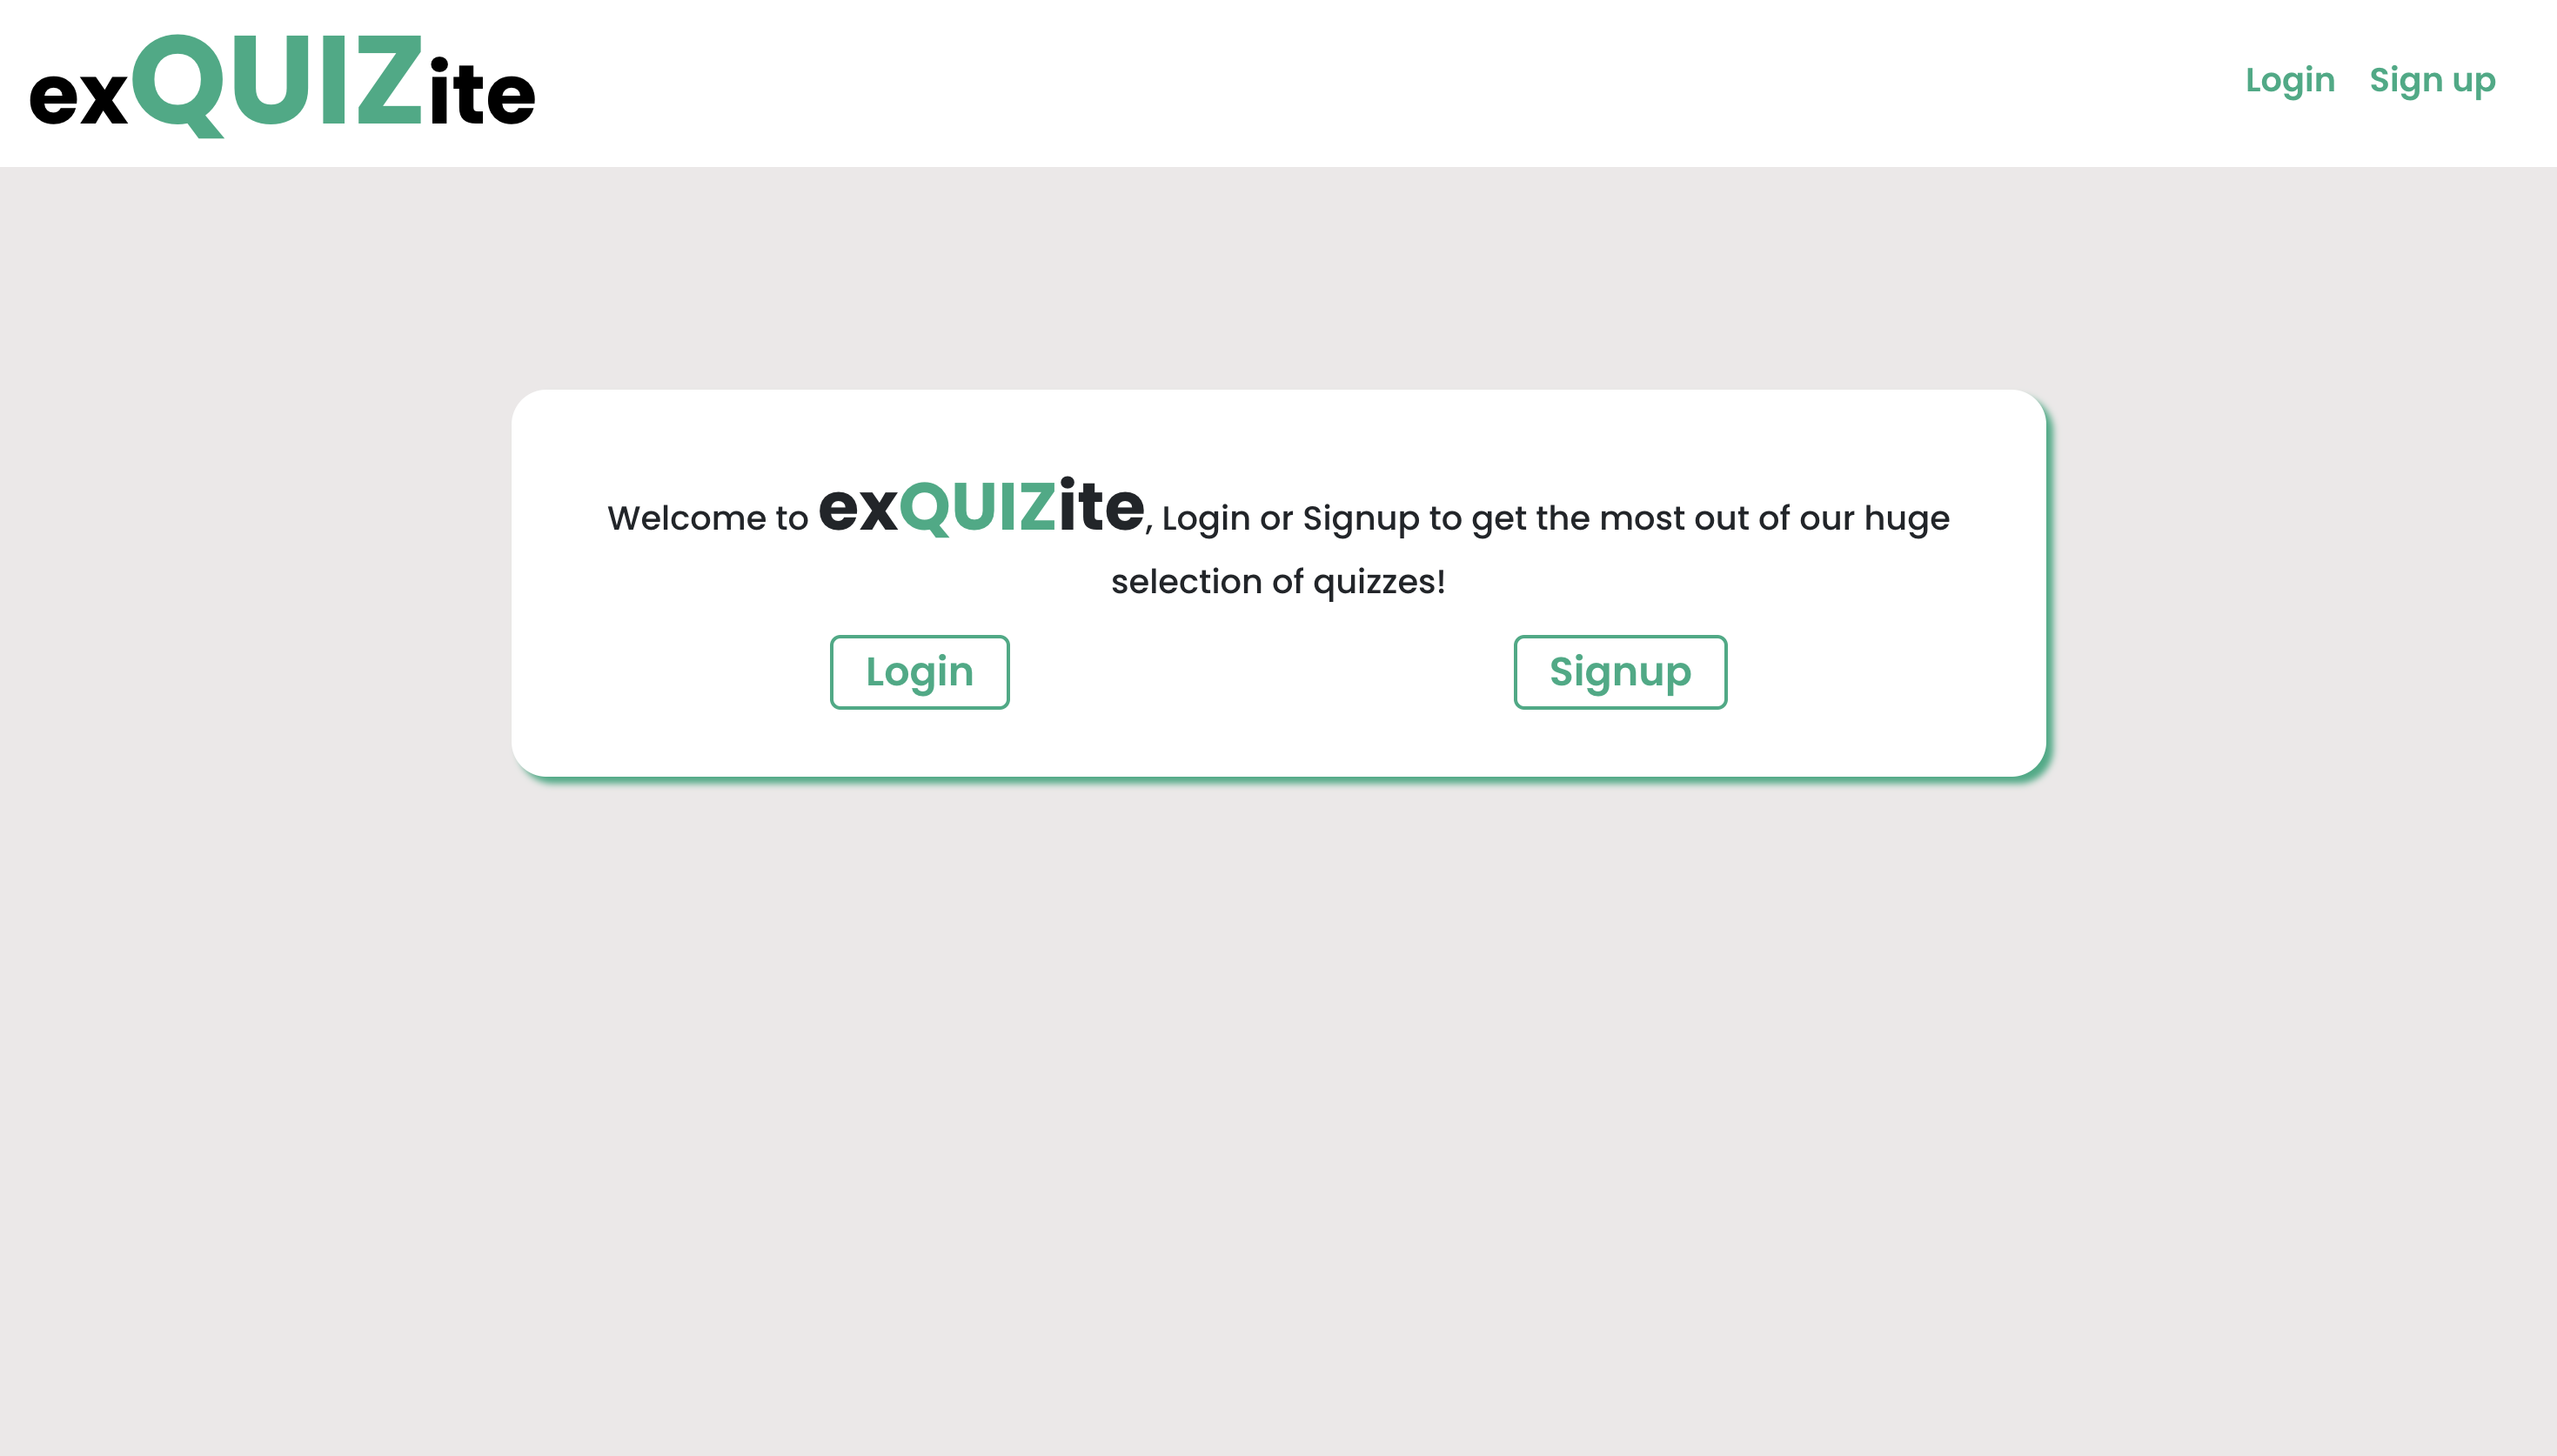 exQUIZite
Login
Sign up
Welcome to exQUIZite, Login or Signup to get the most out of our huge
selection of quizzes!
Login
Signup